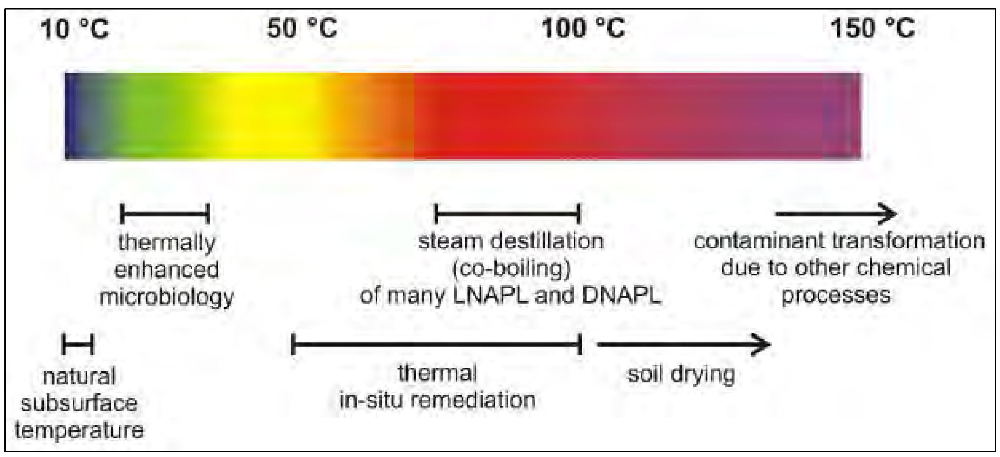 10 °C 50 °C 100 °C 150 °C
thermally
enhanced
microbiology
steam destillation
(co-boiling)
of many LNAPL and DNAPL
contaminant transformation
due to other chemical
processes
natural
subsurface
temperature
thermal
in-situ remediation
soil drying